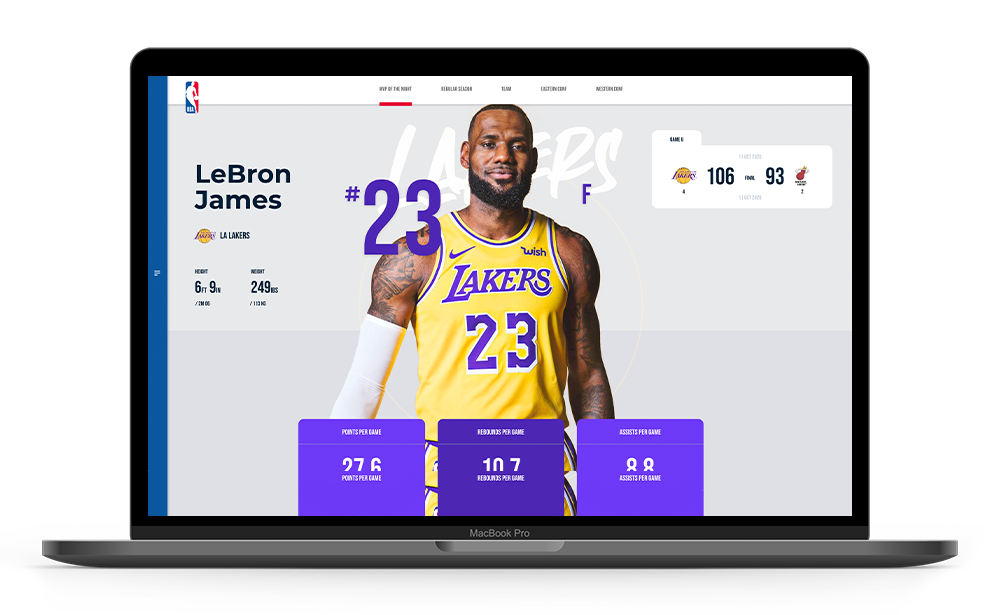 NBA
MVP OF THE NIGHT
REGULAR SEASON
TEAM
EASTERN CONF
WESTERN CONF
LAKERS
LeBron
James
LAKERS
LA LAKERS
HEIGHT
WEIGHT
6FT 9IN
249LBS
/ 2M 06
/ 113 KG
#23
F
GAME 6
11 OCT 2020
LAKERS
106
FINAL
93
4
2
11 OCT 2020
wish
LAKERS
23
POINTS PER GAME
REBOUNDS PER GAME
ASSISTS PER GAME
27.6
10.7
8.8
POINTS PER GAME
REBOUNDS PER GAME
ASSISTS PER GAME
MacBook Pro